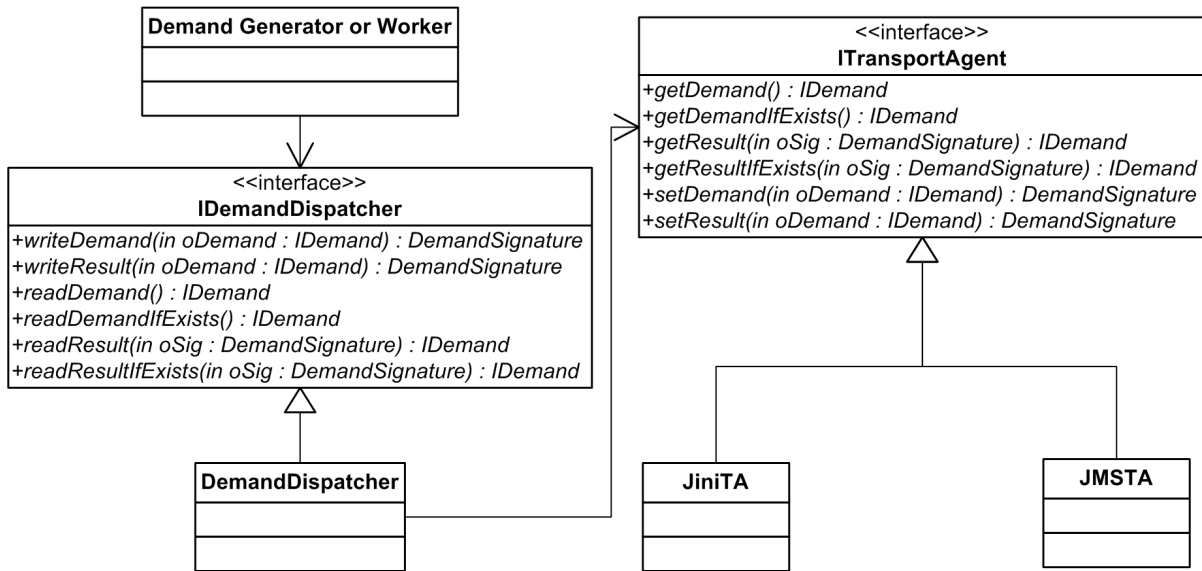 Demand Generator or Worker
<<interface>>
IDemandDispatcher
+writeDemand(in oDemand : IDemand) : DemandSignature
+writeResult(in oDemand : IDemand) : DemandSignature
+readDemand() : IDemand
+readDemandIfExists() : IDemand
+readResult(in oSig : DemandSignature) : IDemand
+readResultIfExists(in oSig : DemandSignature) : IDemand
DemandDispatcher
<<interface>>
ITransportAgent
+getDemand() : IDemand
+getDemandIfExists() : IDemand
+getResult(in oSig : DemandSignature) : IDemand
+getResultIfExists(in oSig : DemandSignature) : IDemand
+setDemand(in oDemand : IDemand) : DemandSignature
+setResult(in oDemand : IDemand) : DemandSignature
JiniTA
JMSTA